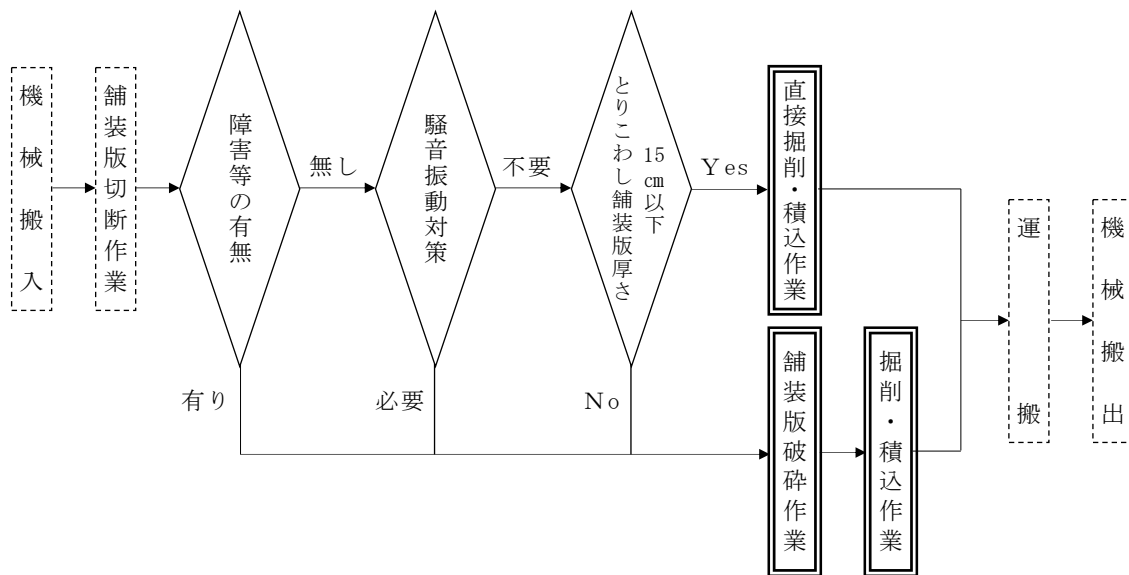 機械搬入
舗装版切断作業
障害等の有無
無し
有り
騒音振動対策
不要
必要
とりこわし舗装版厚さ
15cm以下
Yes
No
直接掘削・積込作業
舗装版破砕作業
掘削・積込作業
運搬
機械搬出